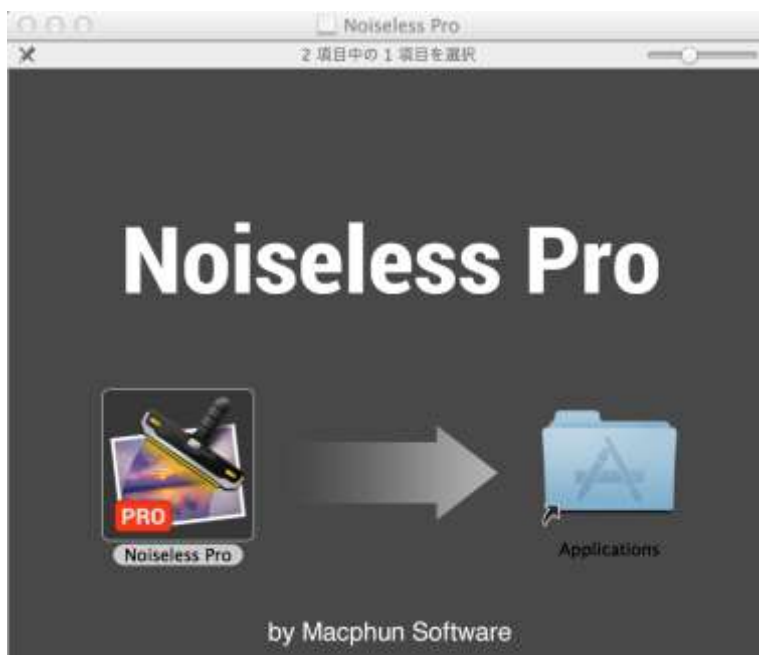 Noiseless Pro
2 項目中の 1 項目を選択
Noiseless Pro
PRO
Noiseless Pro
Applications
by Macphun Software